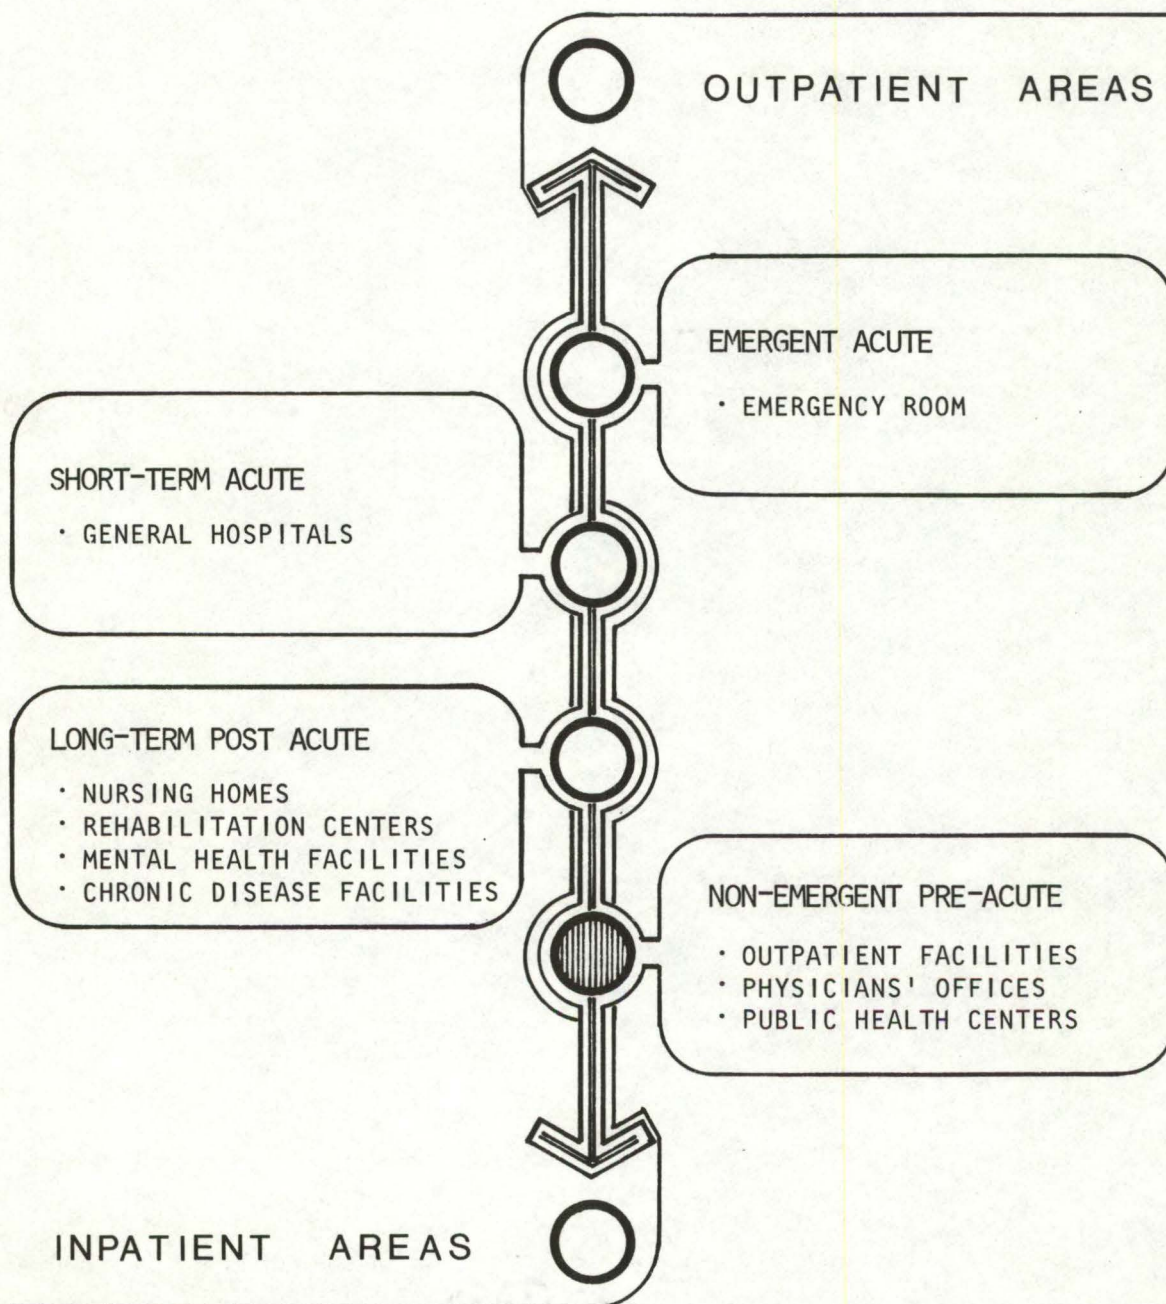 OUTPATIENT AREAS
EMERGENT ACUTE
· EMERGENCY ROOM
SHORT-TERM ACUTE
· GENERAL HOSPITALS
LONG-TERM POST ACUTE
· NURSING HOMES
· REHABILITATION CENTERS
· MENTAL HEALTH FACILITIES
· CHRONIC DISEASE FACILITIES
NON-EMERGENT PRE-ACUTE
· OUTPATIENT FACILITIES
· PHYSICIANS' OFFICES
· PUBLIC HEALTH CENTERS
INPATIENT AREAS